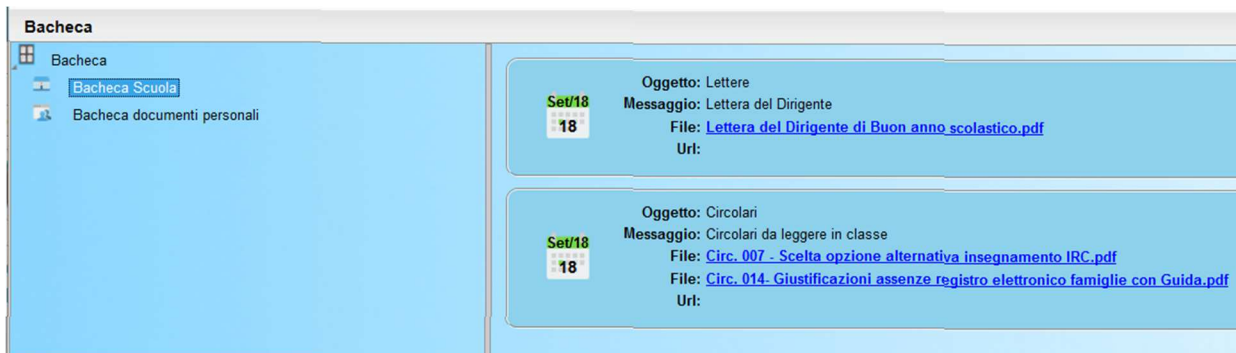 Bacheca
Bacheca
Bacheca Scuola
Bacheca documenti personali
Set/18
18
Oggetto: Lettere
Messaggio: Lettera del Dirigente
File: Lettera del Dirigente di Buon anno scolastico.pdf
Url:
Set/18
18
Oggetto: Circolari
Messaggio: Circolari da leggere in classe
File: Circ. 007 - Scelta opzione alternativa insegnamento IRC.pdf
File: Circ. 014- Giustificazioni assenze registro elettronico famiglie con Guida.pdf
Url: